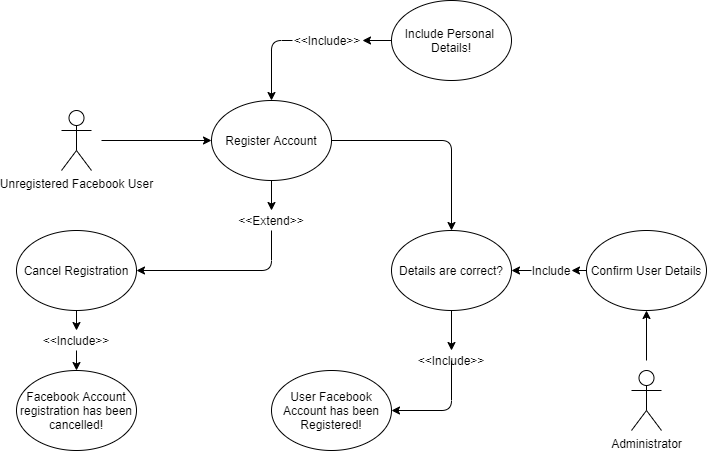 Include Personal
Details!
<<Include>>
Register Account
Unregistered Facebook User
<<Extend>>
Cancel Registration
Details are correct?
Include
Confirm User Details
<<Include>>
<<Include>>
Facebook Account
registration has been
cancelled!
User Facebook
Account has been
Registered!
Administrator